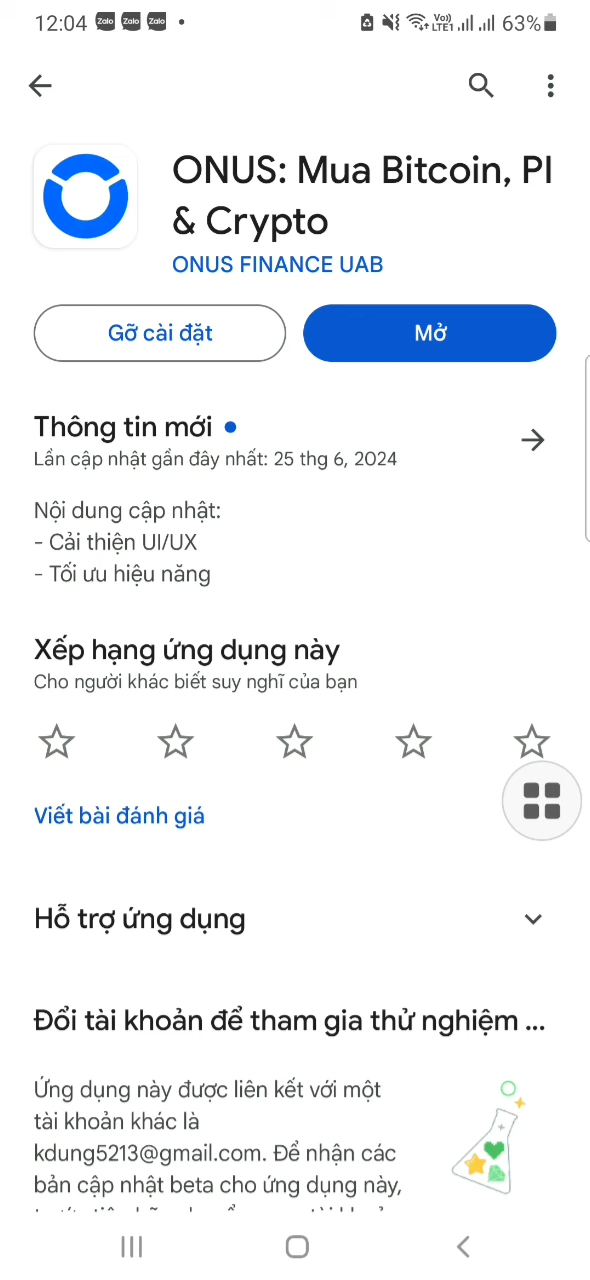 12:04 Zalo Zalo Zalo • Vo)) LTE1 63%
ONUS: Mua Bitcoin, PI
& Crypto
ONUS FINANCE UAB
Gỡ cài đặt
Mở
Thông tin mới
Lần cập nhật gần đây nhất: 25 thg 6, 2024
Nội dung cập nhật:
- Cải thiện UI/UX
- Tối ưu hiệu năng
Xếp hạng ứng dụng này
Cho người khác biết suy nghĩ của bạn
Viết bài đánh giá
Hỗ trợ ứng dụng
Đổi tài khoản để tham gia thử nghiệm ...
Ứng dụng này được liên kết với một
tài khoản khác là
kdung5213@gmail.com. Để nhận các
bản cập nhật beta cho ứng dụng này,